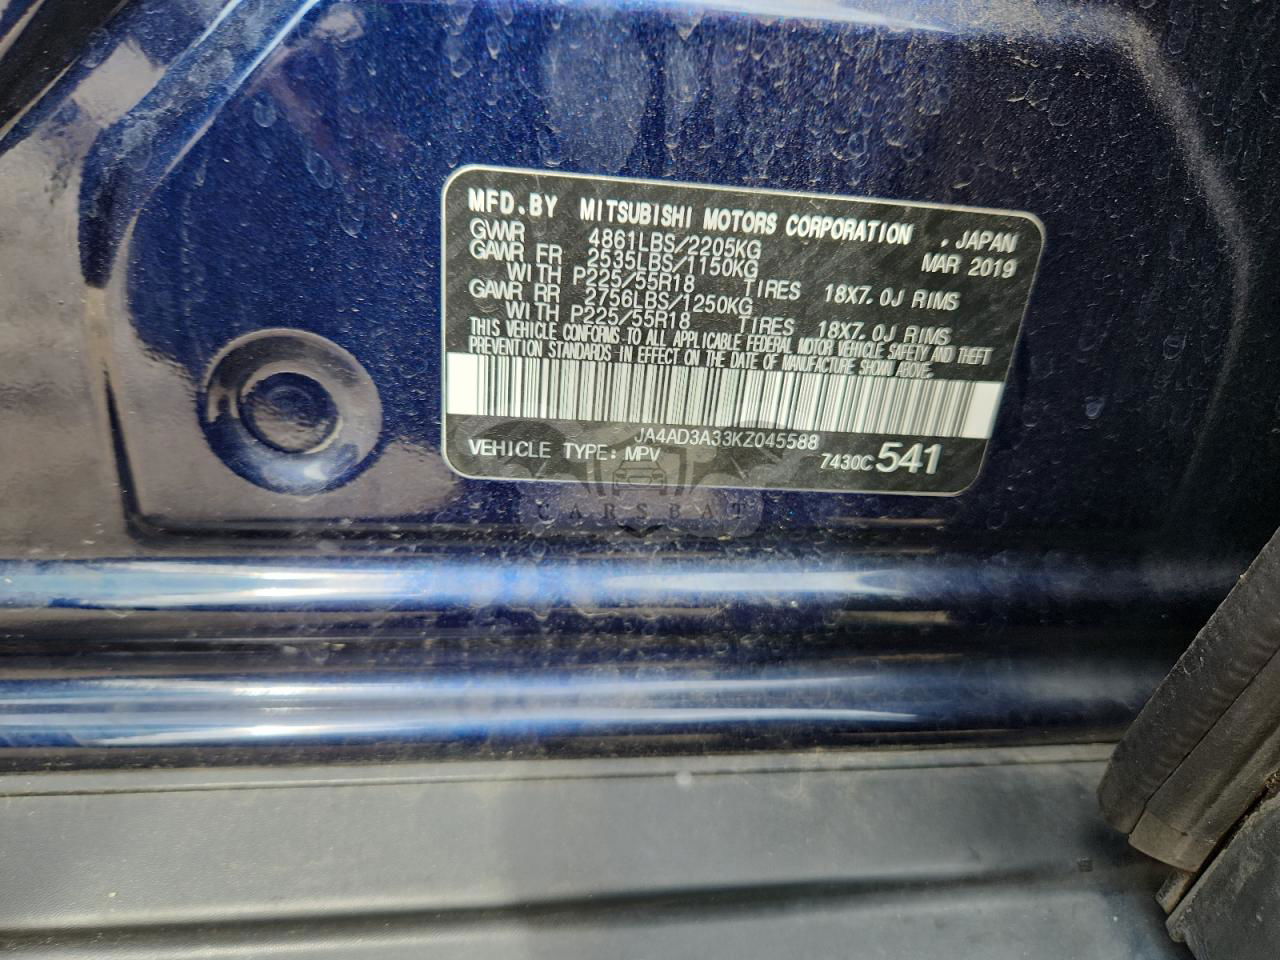 MFD.BY MITSUBISHI MOTORS CORPORATION , JAPAN
GVWR 4861LBS/2205KG MAR 2019
GAWR FR 2535LBS/1150KG
WITH P225/55R18 TIRES 18X7.0J RIMS
GAWR RR 2756LBS/1250KG
WITH P225/55R18 TIRES 18X7.0J RIMS
THIS VEHICLE CONFORMS TO ALL APPLICABLE FEDERAL MOTOR VEHICLE SAFETY AND THEFT
PREVENTION STANDARDS IN EFFECT ON THE DATE OF MANUFACTURE SHOWN ABOVE.
JA4AD3A33KZ045588
VEHICLE TYPE: MPV 7430C 541
CARSBAT